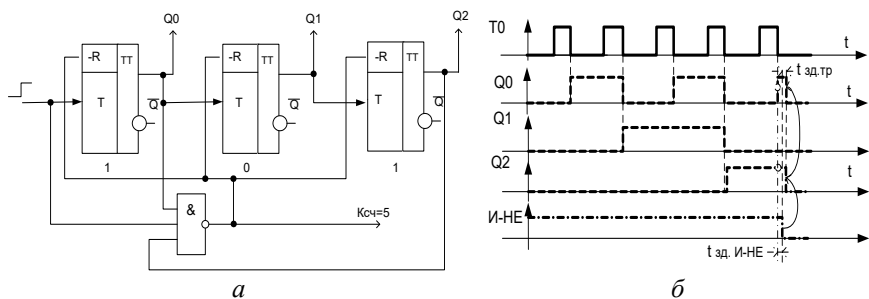 Q0 Q1 Q2
-R TT -R TT -R TT
T Q T Q T Q
1 0 1
&
Ксч=5
а
T0 t
t зд.тр
Q0 t
Q1
Q2 t
И-НЕ
t зд. И-НЕ
t
б